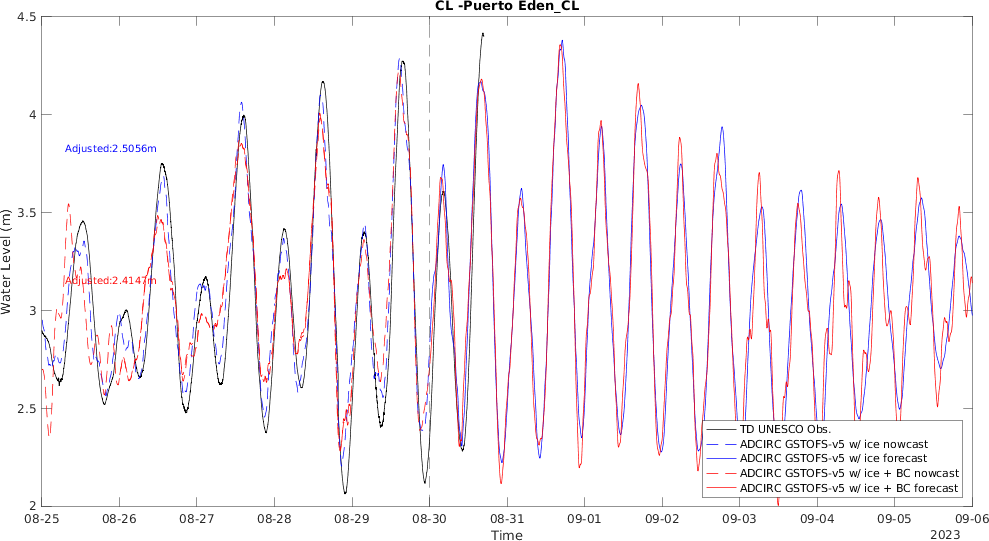 CL -Puerto Eden_CL
4.5
4
3.5
3
2.5
2
Water Level (m)
Adjusted:2.5056m
Adjusted:2.4147m
TD UNESCO Obs.
ADCIRC GSTOFS-v5 w/ ice nowcast
ADCIRC GSTOFS-v5 w/ ice forecast
ADCIRC GSTOFS-v5 w/ ice + BC nowcast
ADCIRC GSTOFS-v5 w/ ice + BC forecast
08-25 08-26 08-27 08-28 08-29 08-30 08-31 09-01 09-02 09-03 09-04 09-05 09-06
Time
2023